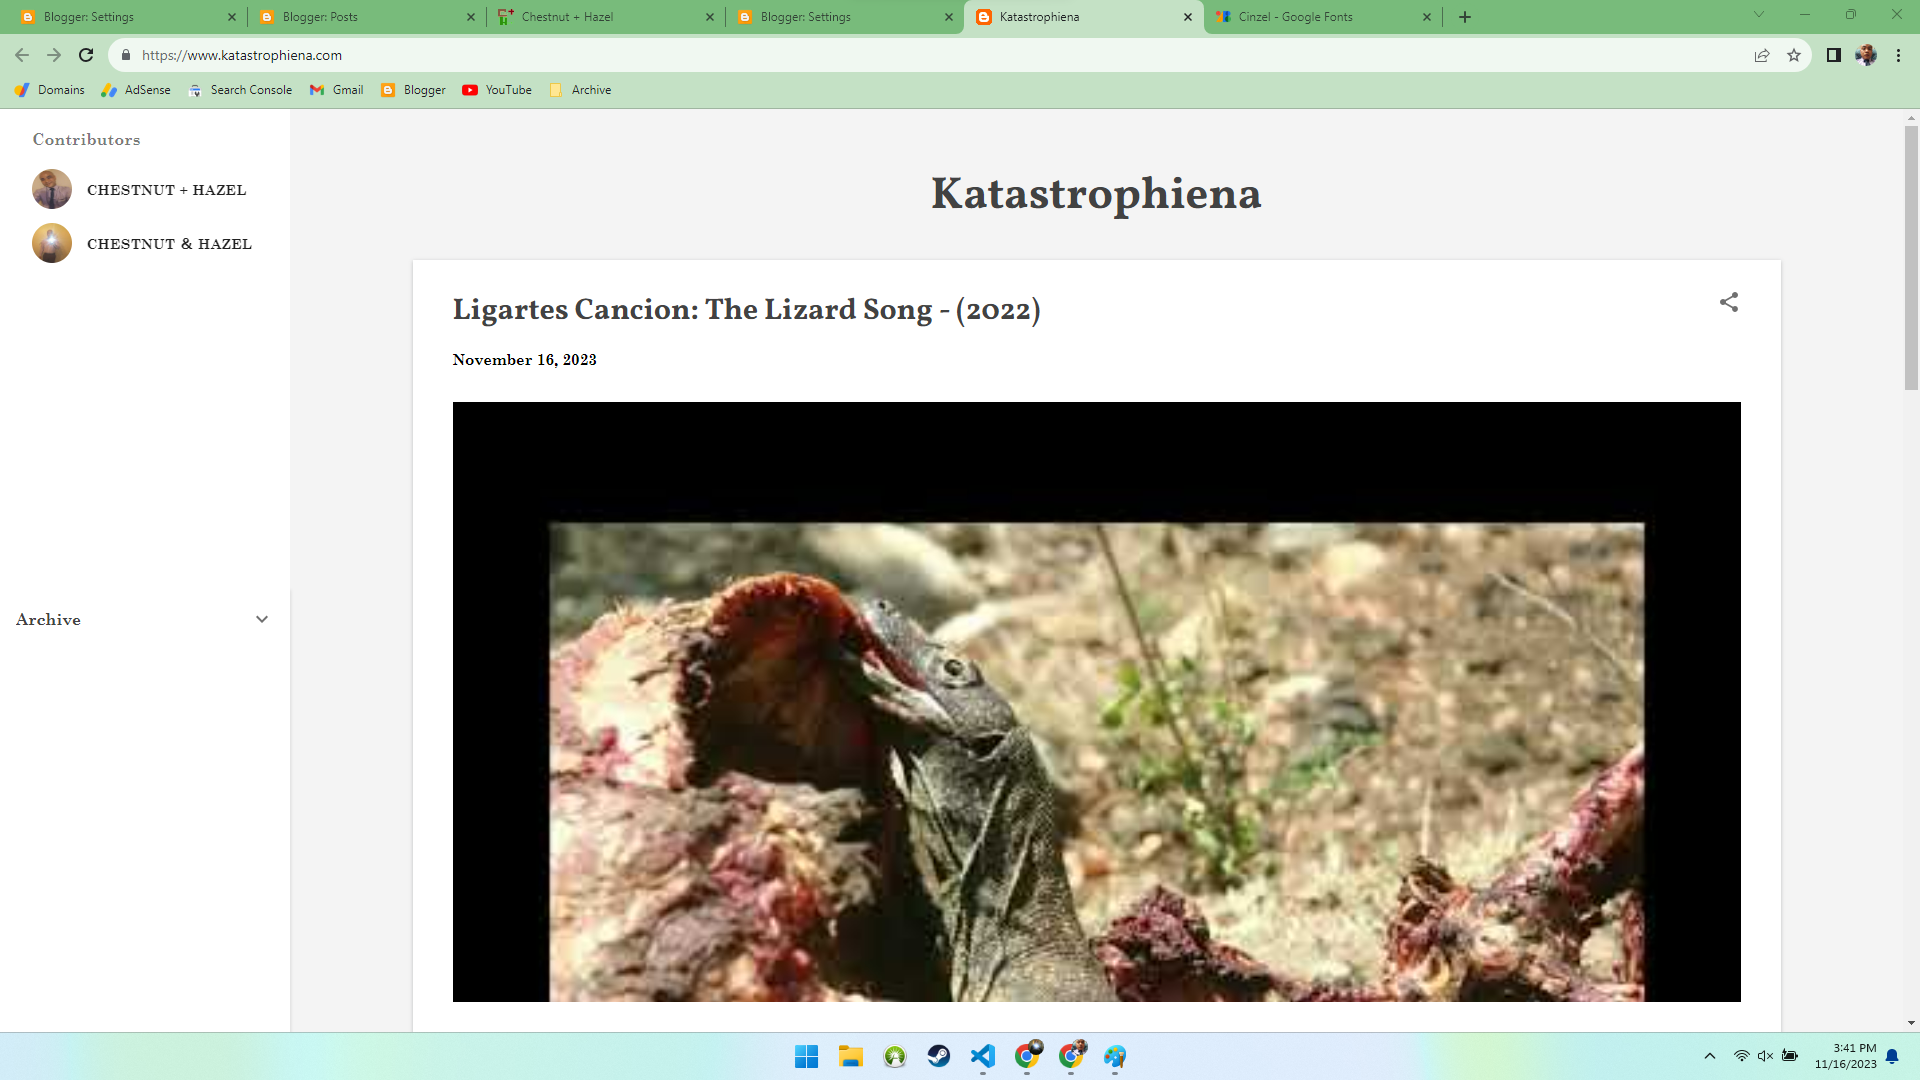 Blogger: Settings
Blogger: Posts
Chestnut + Hazel
Blogger: Settings
Katastrophiena
Cinzel - Google Fonts
https://www.katastrophiena.com
Domains
AdSense
Search Console
Gmail
Blogger
YouTube
Archive
Contributors
CHESTNUT + HAZEL
CHESTNUT & HAZEL
Archive
Katastrophiena
Ligartes Cancion: The Lizard Song - (2022)
November 16, 2023
3:41 PM
11/16/2023